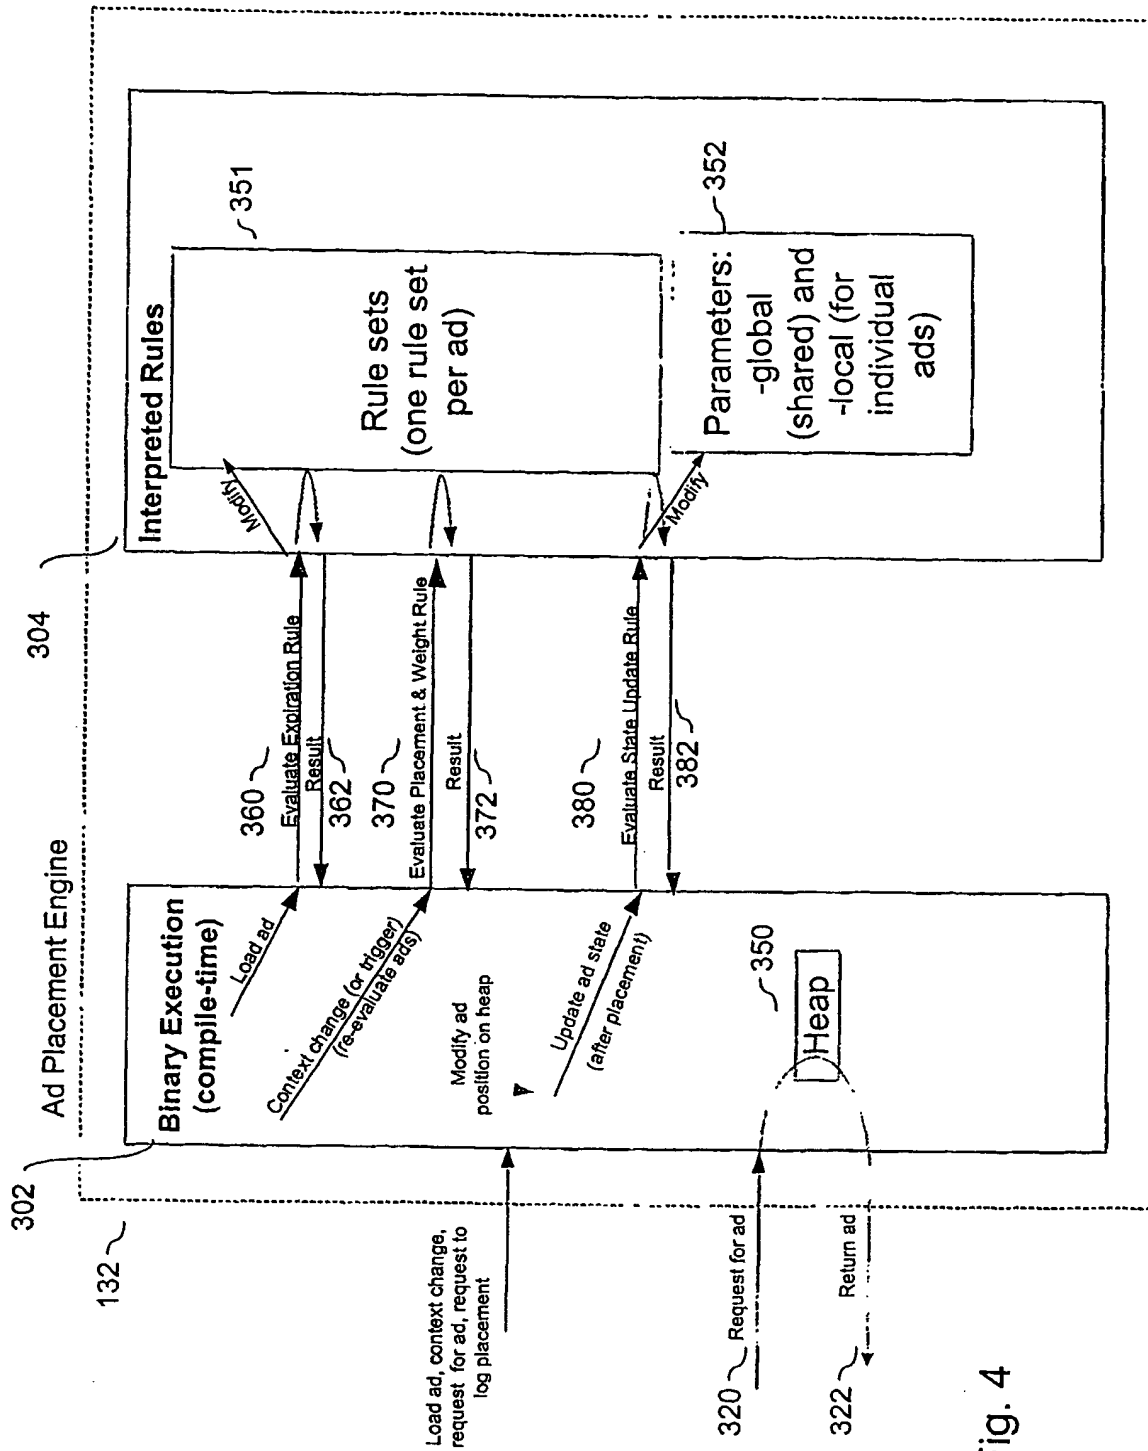 Ad Placement Engine
304
302
132
Binary Execution
(compile-time)
Load ad
Context change (or trigger)
(re-evaluate ads)
Modify ad
position on heap
Update ad state
(after placement)
350
Heap
360
Evaluate Expiration Rule
Result
362
370
Evaluate Placement & Weight Rule
Result
372
380
Evaluate State Update Rule
Result
382
Interpreted Rules
Modify
351
Rule sets
(one rule set
per ad)
Modify
352
Parameters:
-global
(shared) and
-local (for
individual
ads)
Load ad, context change,
request for ad, request to
log placement
320
Request for ad
322
Return ad
ig. 4